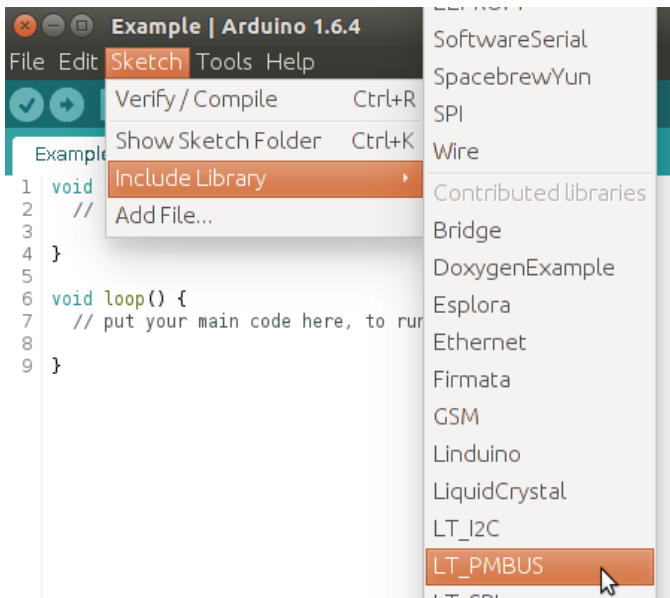 Example | Arduino 1.6.4
File Edit Sketch Tools Help
Verify / Compile Ctrl+R
Show Sketch Folder Ctrl+K
Include Library
Add File...
Example
1 void
2 //
3
4 }
5
6 void loop() {
7 // put your main code here, to run
8
9 }
SoftwareSerial
SpacebrewYun
SPI
Wire
Contributed libraries
Bridge
DoxygenExample
Esplora
Ethernet
Firmata
GSM
Linduino
LiquidCrystal
LT_I2C
LT_PMBUS